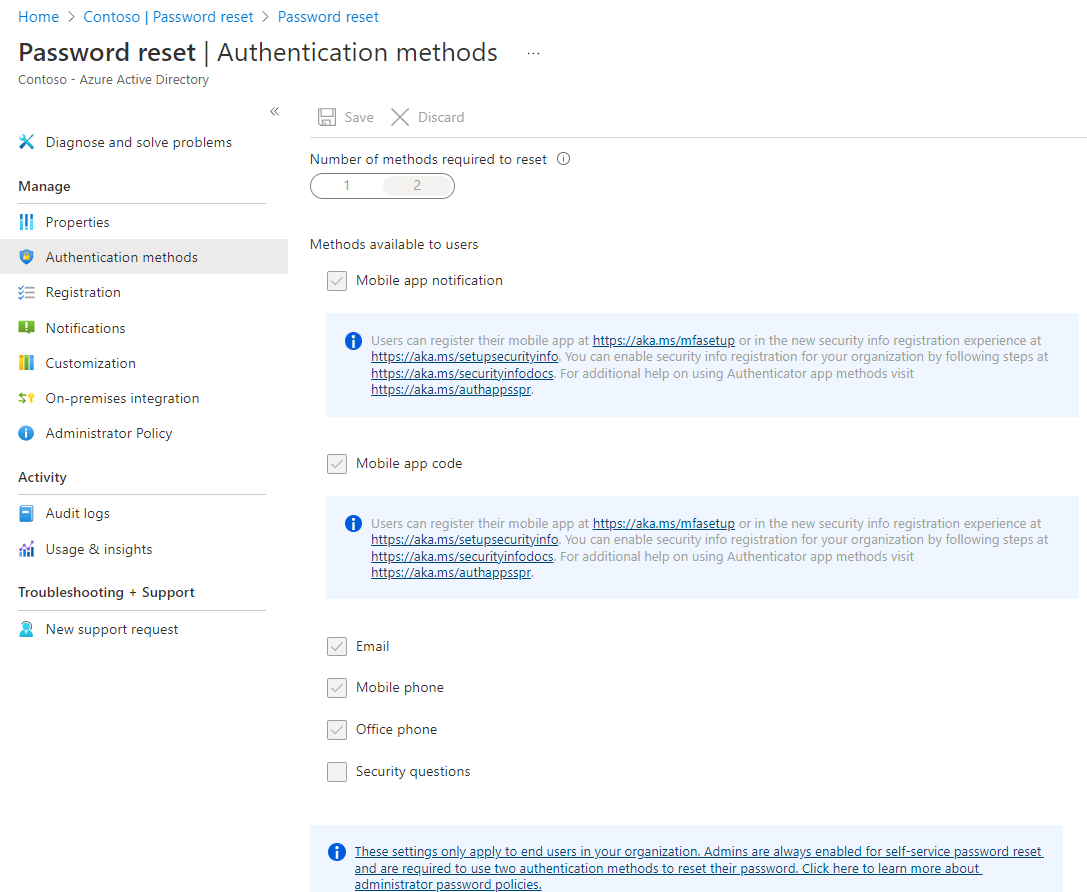 Home > Contoso | Password reset > Password reset
Password reset | Authentication methods ...
Contoso - Azure Active Directory
«
Diagnose and solve problems
Manage
Properties
Authentication methods
Registration
Notifications
Customization
On-premises integration
Administrator Policy
Activity
Audit logs
Usage & insights
Troubleshooting + Support
New support request
Save Discard
Number of methods required to reset
1 2
Methods available to users
Mobile app notification
Users can register their mobile app at https://aka.ms/mfasetup or in the new security info registration experience at
https://aka.ms/setupsecurityinfo. You can enable security info registration for your organization by following steps at
https://aka.ms/securityinfodocs. For additional help on using Authenticator app methods visit
https://aka.ms/authappsspr.
Mobile app code
Users can register their mobile app at https://aka.ms/mfasetup or in the new security info registration experience at
https://aka.ms/setupsecurityinfo. You can enable security info registration for your organization by following steps at
https://aka.ms/securityinfodocs. For additional help on using Authenticator app methods visit
https://aka.ms/authappsspr.
Email
Mobile phone
Office phone
Security questions
These settings only apply to end users in your organization. Admins are always enabled for self-service password reset
and are required to use two authentication methods to reset their password. Click here to learn more about
administrator password policies.